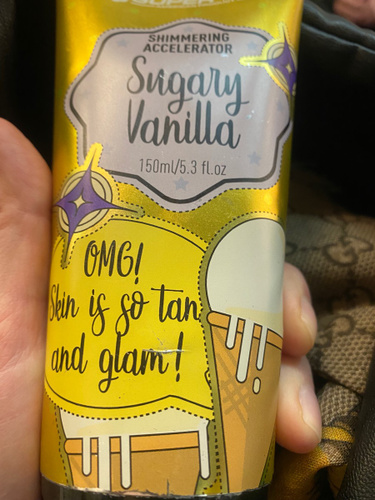 SHIMMERING
ACCELERATOR
Sugary
Vanilla
150ml/5.3 fl.oz
OMG!
Skin is so tan
and glam!